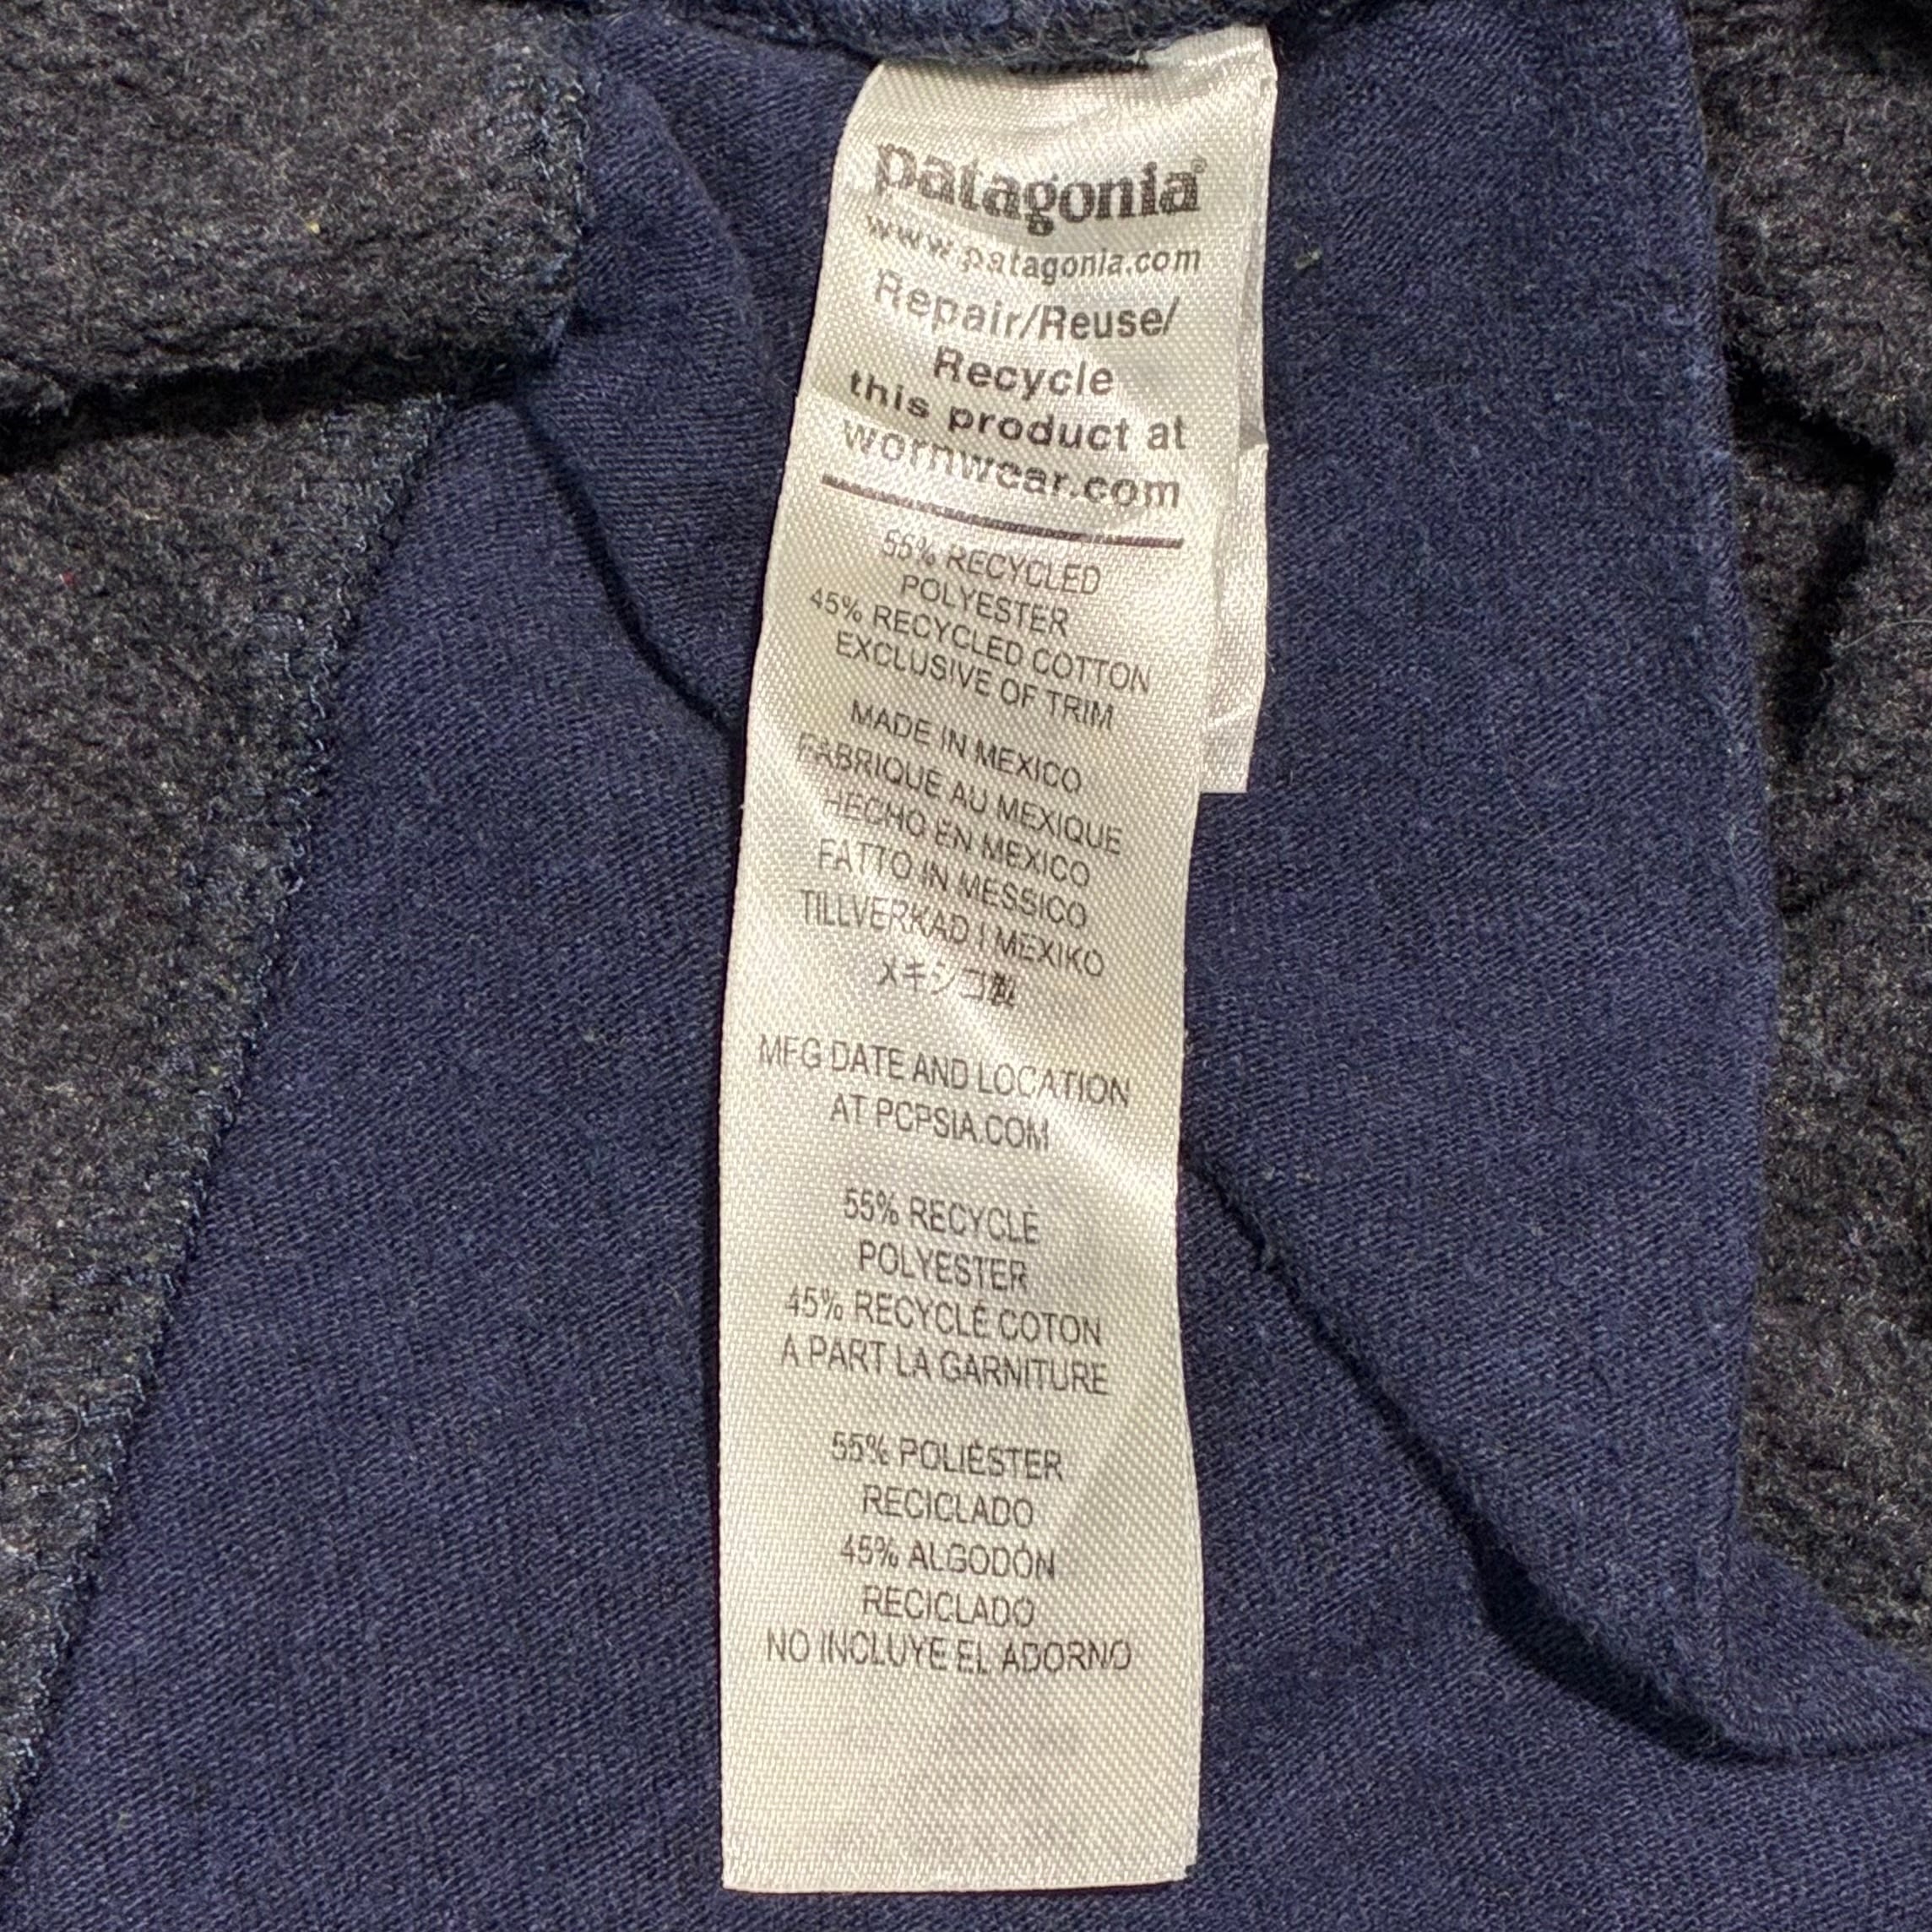 patagonia®
www.patagonia.com
Repair/Reuse/
Recycle
this product at
wornwear.com
55% RECYCLED
POLYESTER
45% RECYCLED COTTON
EXCLUSIVE OF TRIM
MADE IN MEXICO
FABRIQUE AU MEXIQUE
HECHO EN MEXICO
FATTO IN MESSICO
TILLVERKAD I MEXIKO
メキシコ製
MFG DATE AND LOCATION
AT PCPSIA.COM
55% RECYCLÉ
POLYESTER
45% RECYCLÉ COTON
A PART LA GARNITURE
55% POLIÉSTER
RECICLADO
45% ALGODÓN
RECICLADO
NO INCLUYE EL ADORNO